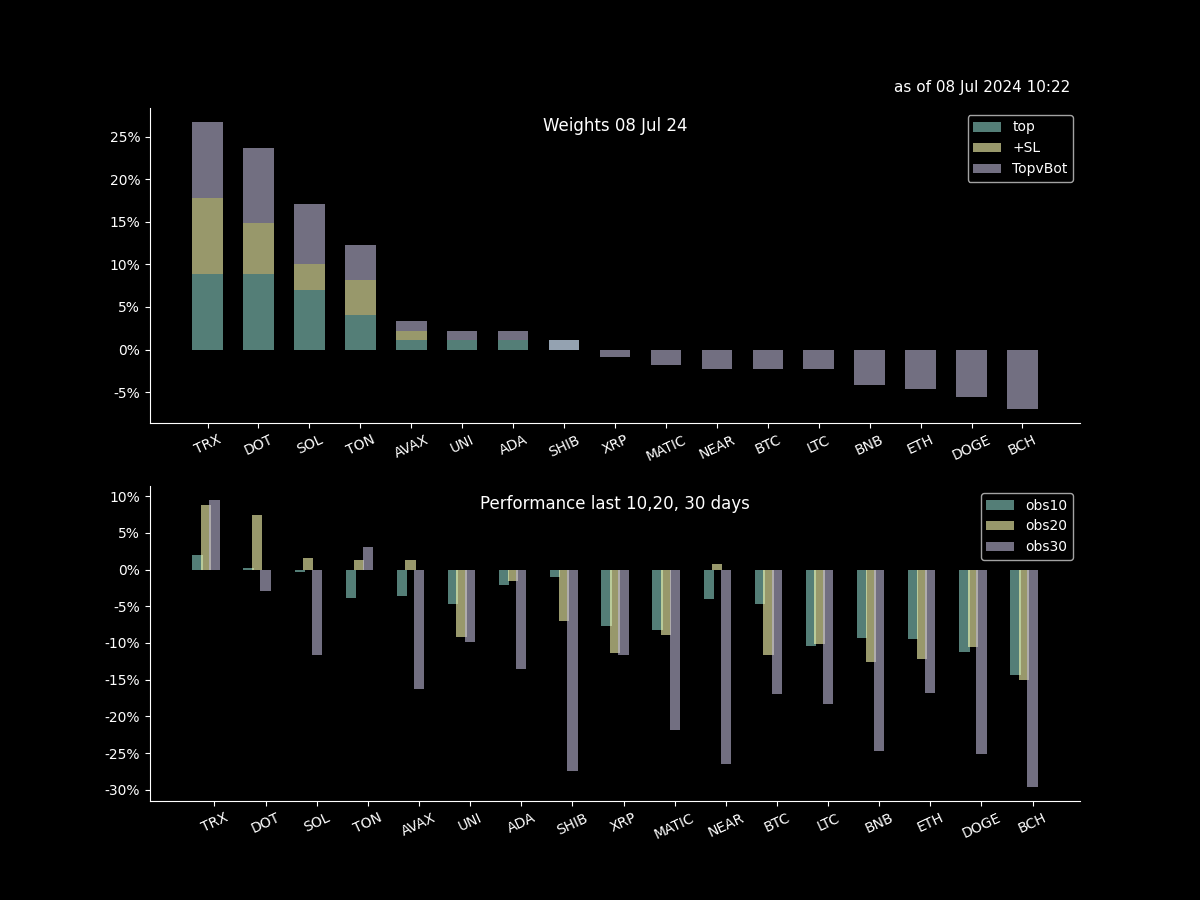 as of 08 Jul 2024 10:22
Weights 08 Jul 24
top
+SL
TopvBot
25%
20%
15%
10%
5%
0%
-5%
TRX DOT SOL TON AVAX UNI ADA SHIB XRP MATIC NEAR BTC LTC BNB ETH DOGE BCH
Performance last 10,20, 30 days
obs10
obs20
obs30
10%
5%
0%
-5%
-10%
-15%
-20%
-25%
-30%
TRX DOT SOL TON AVAX UNI ADA SHIB XRP MATIC NEAR BTC LTC BNB ETH DOGE BCH